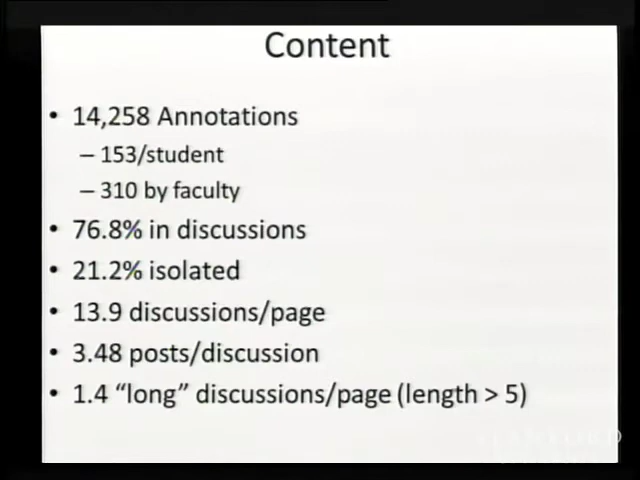 Content
• 14,258 Annotations
– 153/student
– 310 by faculty
• 76.8% in discussions
• 21.2% isolated
• 13.9 discussions/page
• 3.48 posts/discussion
• 1.4 “long” discussions/page (length > 5)